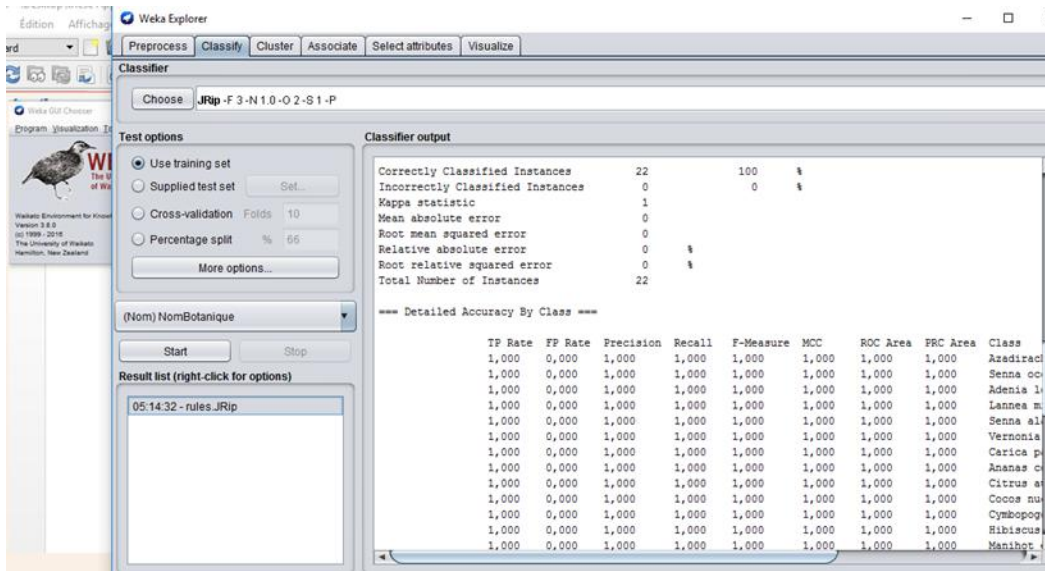 Édition Affichag
ard
Weka GUI Chooser
Program Visualization
WE
The U
of Wa
Waikato Environment for Know
Version 3.8.0
(c) 1999 - 2016
The University of Waikato
Hamilton, New Zealand
Weka Explorer
Preprocess Classify Cluster Associate Select attributes Visualize
Classifier
Choose JRip -F 3 -N 1.0 -O 2 -S 1 -P
Test options
Use training set
Supplied test set Set...
Cross-validation Folds 10
Percentage split % 66
More options...
(Nom) NomBotanique
Start Stop
Result list (right-click for options)
05:14:32 - rules.JRip
Classifier output
Correctly Classified Instances 22 100 %
Incorrectly Classified Instances 0 0 %
Kappa statistic 1
Mean absolute error 0
Root mean squared error 0
Relative absolute error 0 %
Root relative squared error 0 %
Total Number of Instances 22
=== Detailed Accuracy By Class ===
TP Rate FP Rate Precision Recall F-Measure MCC ROC Area PRC Area Class
1,000 0,000 1,000 1,000 1,000 1,000 1,000 1,000 Azadirach
1,000 0,000 1,000 1,000 1,000 1,000 1,000 1,000 Senna occ
1,000 0,000 1,000 1,000 1,000 1,000 1,000 1,000 Adenia lo
1,000 0,000 1,000 1,000 1,000 1,000 1,000 1,000 Lannea m
1,000 0,000 1,000 1,000 1,000 1,000 1,000 1,000 Senna ala
1,000 0,000 1,000 1,000 1,000 1,000 1,000 1,000 Vernonia
1,000 0,000 1,000 1,000 1,000 1,000 1,000 1,000 Carica p
1,000 0,000 1,000 1,000 1,000 1,000 1,000 1,000 Ananas co
1,000 0,000 1,000 1,000 1,000 1,000 1,000 1,000 Citrus au
1,000 0,000 1,000 1,000 1,000 1,000 1,000 1,000 Cocos nu
1,000 0,000 1,000 1,000 1,000 1,000 1,000 1,000 Cymbopog
1,000 0,000 1,000 1,000 1,000 1,000 1,000 1,000 Hibiscus
1,000 0,000 1,000 1,000 1,000 1,000 1,000 1,000 Manihot